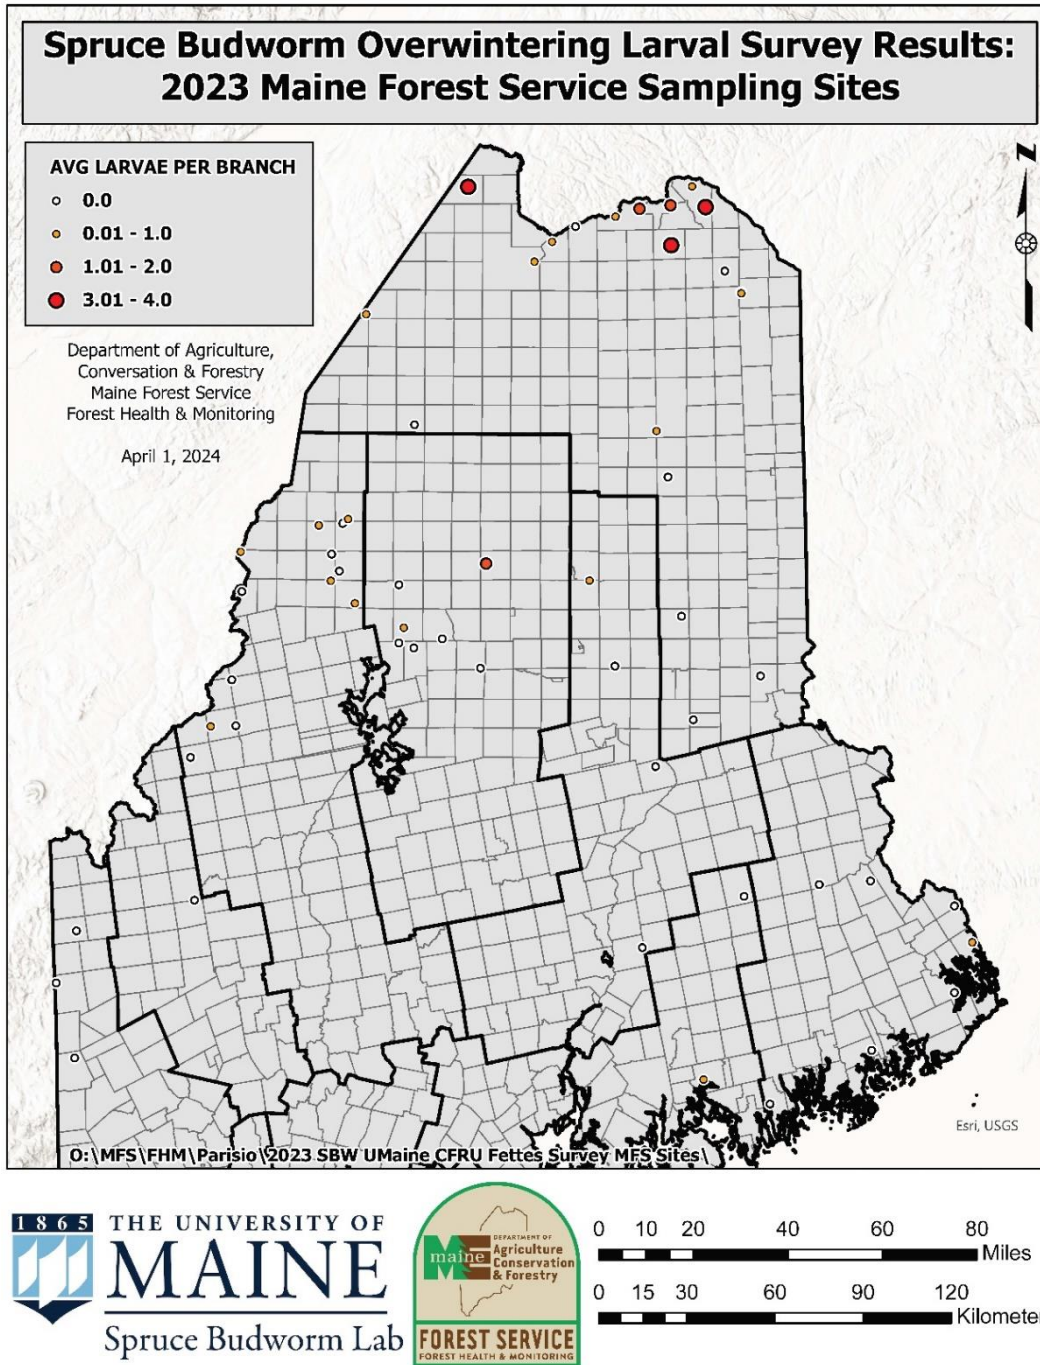 Spruce Budworm Overwintering Larval Survey Results:
2023 Maine Forest Service Sampling Sites
AVG LARVAE PER BRANCH
0.0
0.01 - 1.0
1.01 - 2.0
3.01 - 4.0
Department of Agriculture,
Conversation & Forestry
Maine Forest Service
Forest Health & Monitoring
April 1, 2024
N
Esri, USGS
O:\MFS\FHM\Parisio\2023 SBW UMaine CFRU Fettes Survey MFS Sites\
1865 THE UNIVERSITY OF
MAINE
Spruce Budworm Lab
DEPARTMENT OF
maine Agriculture
Conservation
& Forestry
FOREST SERVICE
FOREST HEALTH & MONITORING
0 10 20 40 60 80
Miles
0 15 30 60 90 120
Kilometer